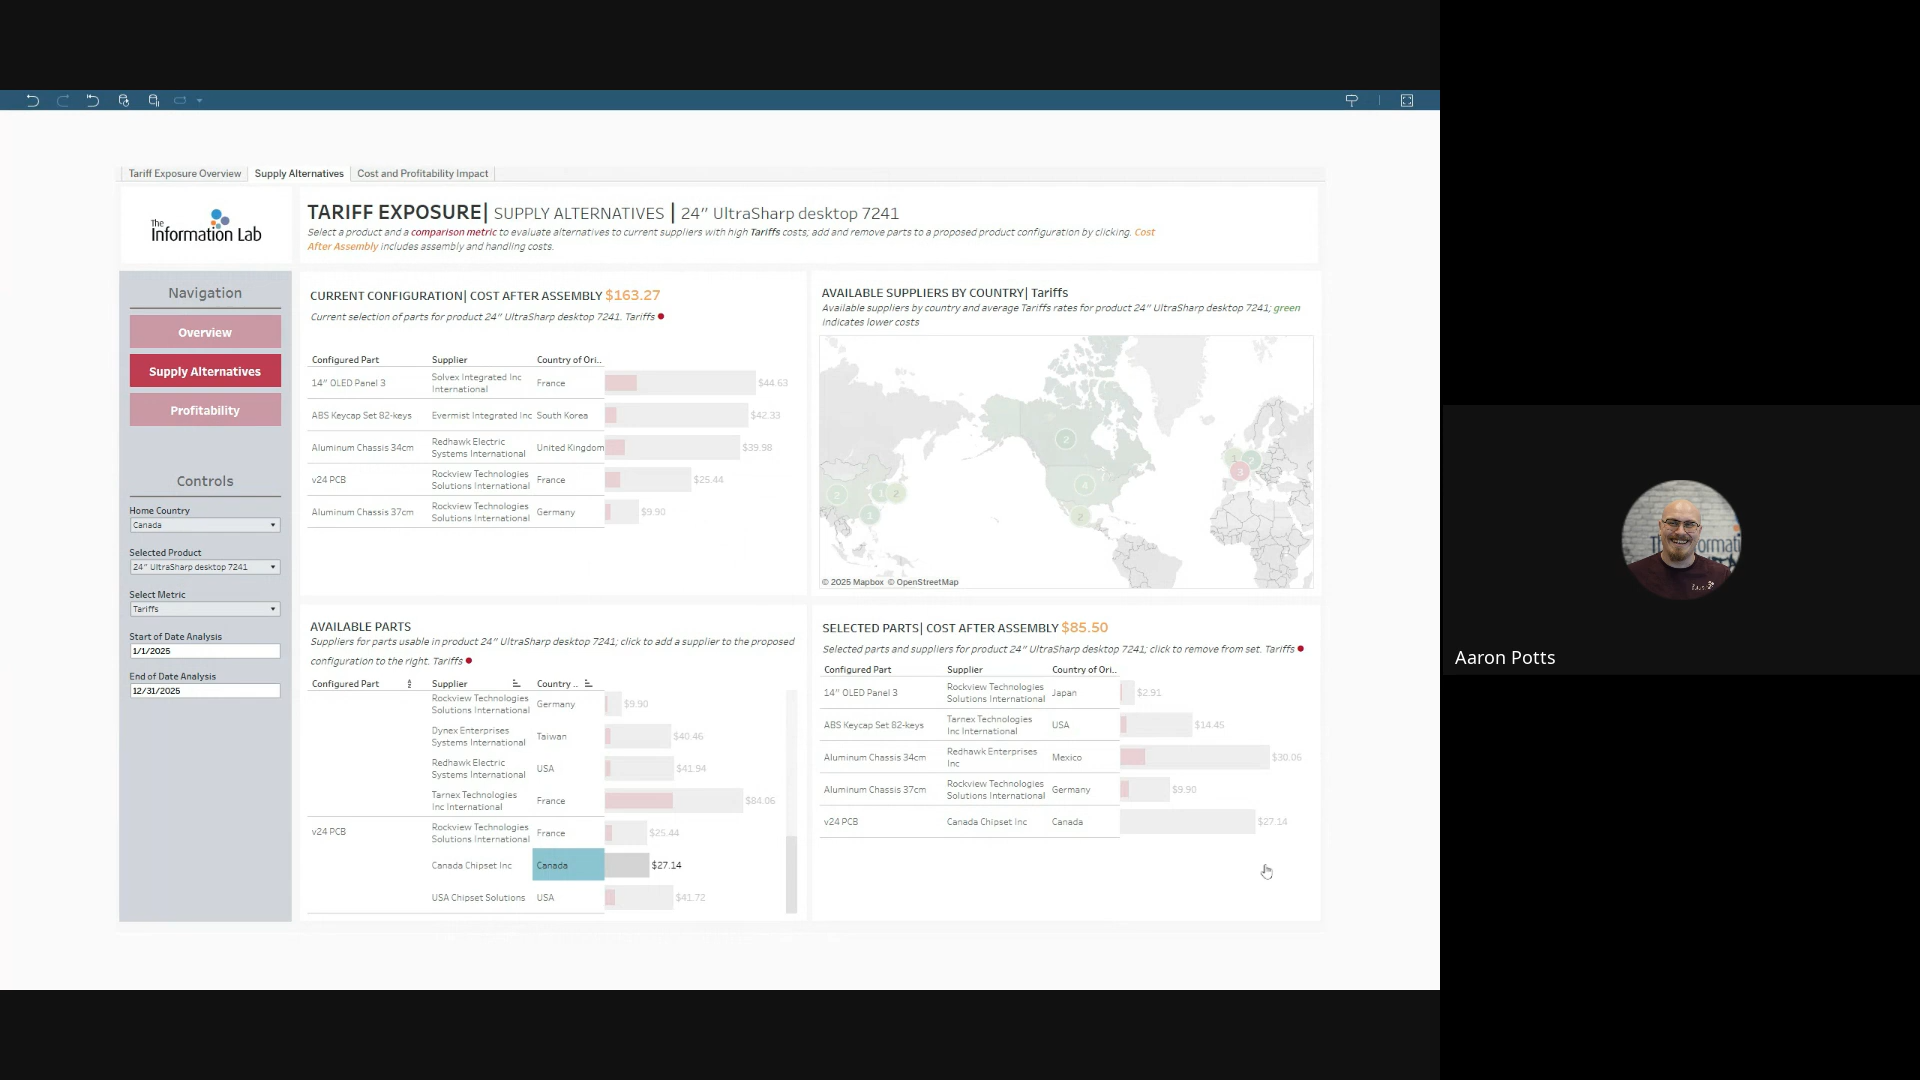 Tariff Exposure Overview
Supply Alternatives
Cost and Profitability Impact
The
Information Lab
TARIFF EXPOSURE| SUPPLY ALTERNATIVES | 24" UltraSharp desktop 7241
Select a product and a comparison metric to evaluate alternatives to current suppliers with high Tariffs costs; add and remove parts to a proposed product configuration by clicking. Cost
After Assembly includes assembly and handling costs.
Navigation
Overview
Supply Alternatives
Profitability
Controls
Home Country
Canada
Selected Product
24" UltraSharp desktop 7241
Select Metric
Tariffs
Start of Date Analysis
1/1/2025
End of Date Analysis
12/31/2025
CURRENT CONFIGURATION| COST AFTER ASSEMBLY $163.27
Current selection of parts for product 24" UltraSharp desktop 7241. Tariffs
Configured Part Supplier Country of Ori..
14" OLED Panel 3 Solvex Integrated Inc International France $44.63
ABS Keycap Set 82-keys Evermist Integrated Inc South Korea $42.33
Aluminum Chassis 34cm Redhawk Electric Systems International United Kingdom $39.98
v24 PCB Rockview Technologies Solutions International France $25.44
Aluminum Chassis 37cm Rockview Technologies Solutions International Germany $9.90
AVAILABLE SUPPLIERS BY COUNTRY| Tariffs
Available suppliers by country and average Tariffs rates for product 24" UltraSharp desktop 7241; green
indicates lower costs
2
4
2
2
3
2
1
2
1
© 2025 Mapbox © OpenStreetMap
AVAILABLE PARTS
Suppliers for parts usable in product 24" UltraSharp desktop 7241; click to add a supplier to the proposed
configuration to the right. Tariffs
Configured Part Supplier Country ..
Rockview Technologies Solutions International Germany $9.90
Dynex Enterprises Systems International Taiwan $40.46
Redhawk Electric Systems International USA $41.94
Tarnex Technologies Inc International France $84.06
v24 PCB Rockview Technologies Solutions International France $25.44
Canada Chipset Inc Canada $27.14
USA Chipset Solutions USA $41.72
SELECTED PARTS| COST AFTER ASSEMBLY $85.50
Selected parts and suppliers for product 24" UltraSharp desktop 7241; click to remove from set. Tariffs
Configured Part Supplier Country of Ori..
14" OLED Panel 3 Rockview Technologies Solutions International Japan $2.91
ABS Keycap Set 82-keys Tarnex Technologies Inc International USA $14.45
Aluminum Chassis 34cm Redhawk Enterprises Inc Mexico $30.06
Aluminum Chassis 37cm Rockview Technologies Solutions International Germany $9.90
v24 PCB Canada Chipset Inc Canada $27.14
Aaron Potts